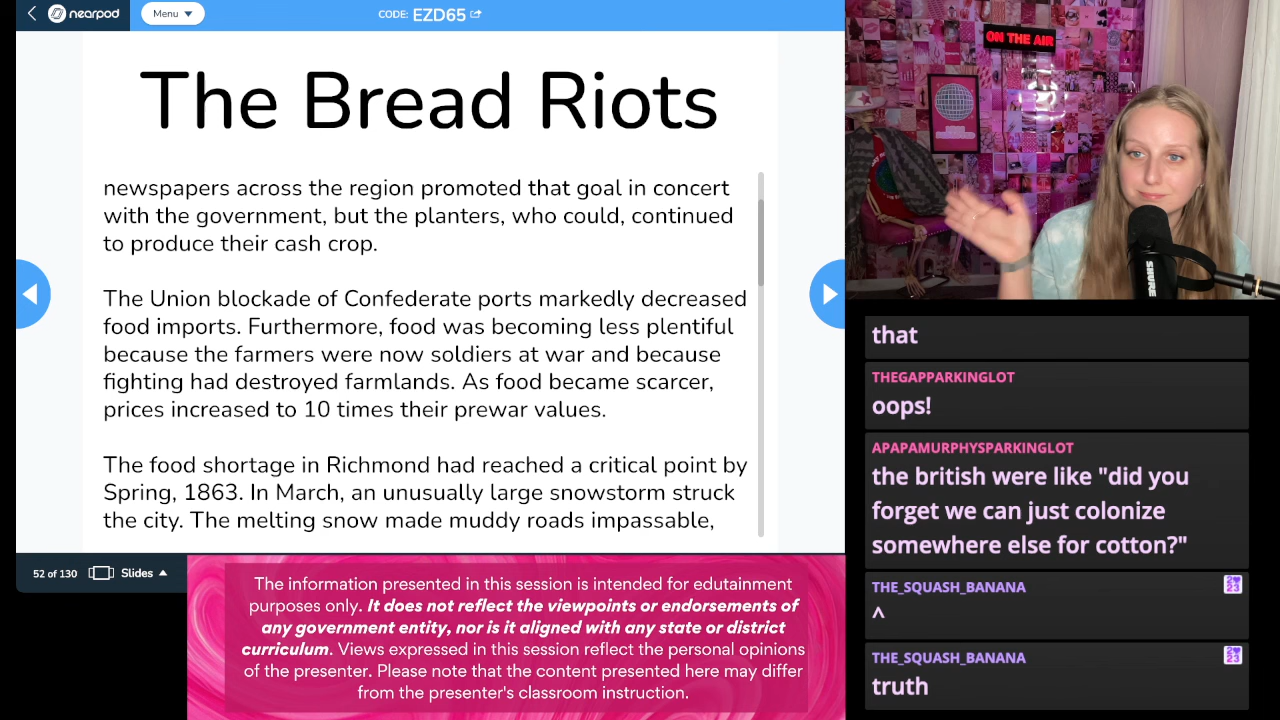 nearpod
Menu
CODE: EZD65
The Bread Riots
newspapers across the region promoted that goal in concert
with the government, but the planters, who could, continued
to produce their cash crop.
The Union blockade of Confederate ports markedly decreased
food imports. Furthermore, food was becoming less plentiful
because the farmers were now soldiers at war and because
fighting had destroyed farmlands. As food became scarcer,
prices increased to 10 times their prewar values.
The food shortage in Richmond had reached a critical point by
Spring, 1863. In March, an unusually large snowstorm struck
the city. The melting snow made muddy roads impassable,
52 of 130
Slides
The information presented in this session is intended for edutainment
purposes only. It does not reflect the viewpoints or endorsements of
any government entity, nor is it aligned with any state or district
curriculum. Views expressed in this session reflect the personal opinions
of the presenter. Please note that the content presented here may differ
from the presenter's classroom instruction.
ON THE AIR
SHURE
that
THEGAPPARKINGLOT
oops!
APAPAMURPHYSPARKINGLOT
the british were like "did you
forget we can just colonize
somewhere else for cotton?"
THE_SQUASH_BANANA
^
THE_SQUASH_BANANA
truth